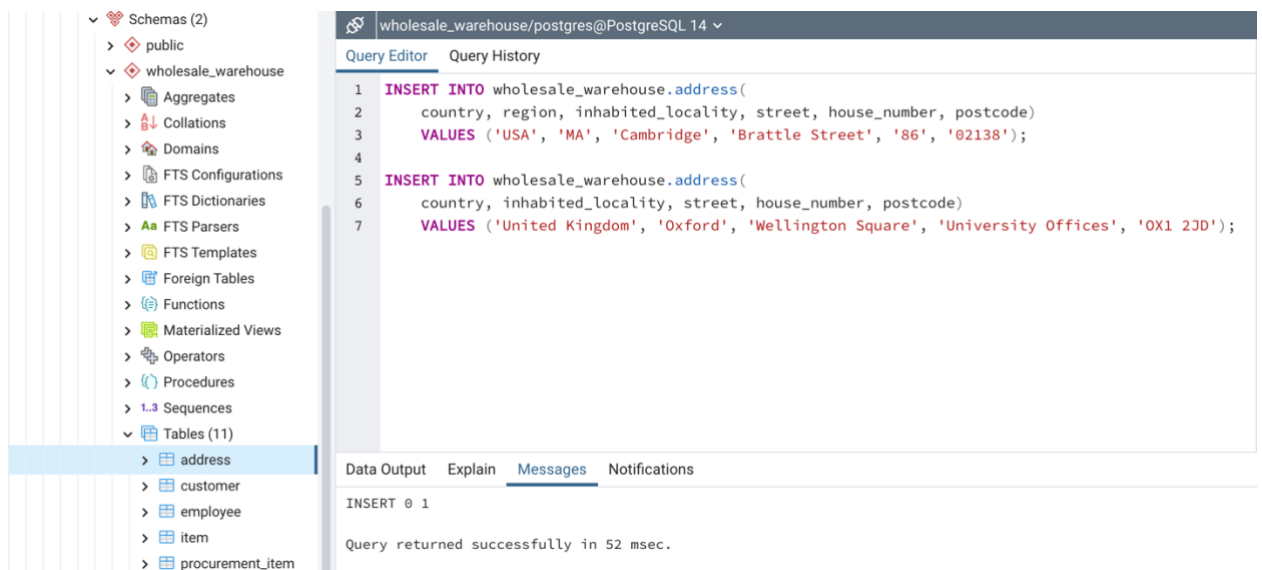 Schemas (2)
public
wholesale_warehouse
Aggregates
Collations
Domains
FTS Configurations
FTS Dictionaries
Aa FTS Parsers
FTS Templates
Foreign Tables
Functions
Materialized Views
Operators
Procedures
1..3 Sequences
Tables (11)
address
customer
employee
item
procurement_item
wholesale_warehouse/postgres@PostgreSQL 14
Query Editor Query History
1 INSERT INTO wholesale_warehouse.address(
2 country, region, inhabited_locality, street, house_number, postcode)
3 VALUES ('USA', 'MA', 'Cambridge', 'Brattle Street', '86', '02138');
4
5 INSERT INTO wholesale_warehouse.address(
6 country, inhabited_locality, street, house_number, postcode)
7 VALUES ('United Kingdom', 'Oxford', 'Wellington Square', 'University Offices', 'OX1 2JD');
Data Output Explain Messages Notifications
INSERT 0 1
Query returned successfully in 52 msec.